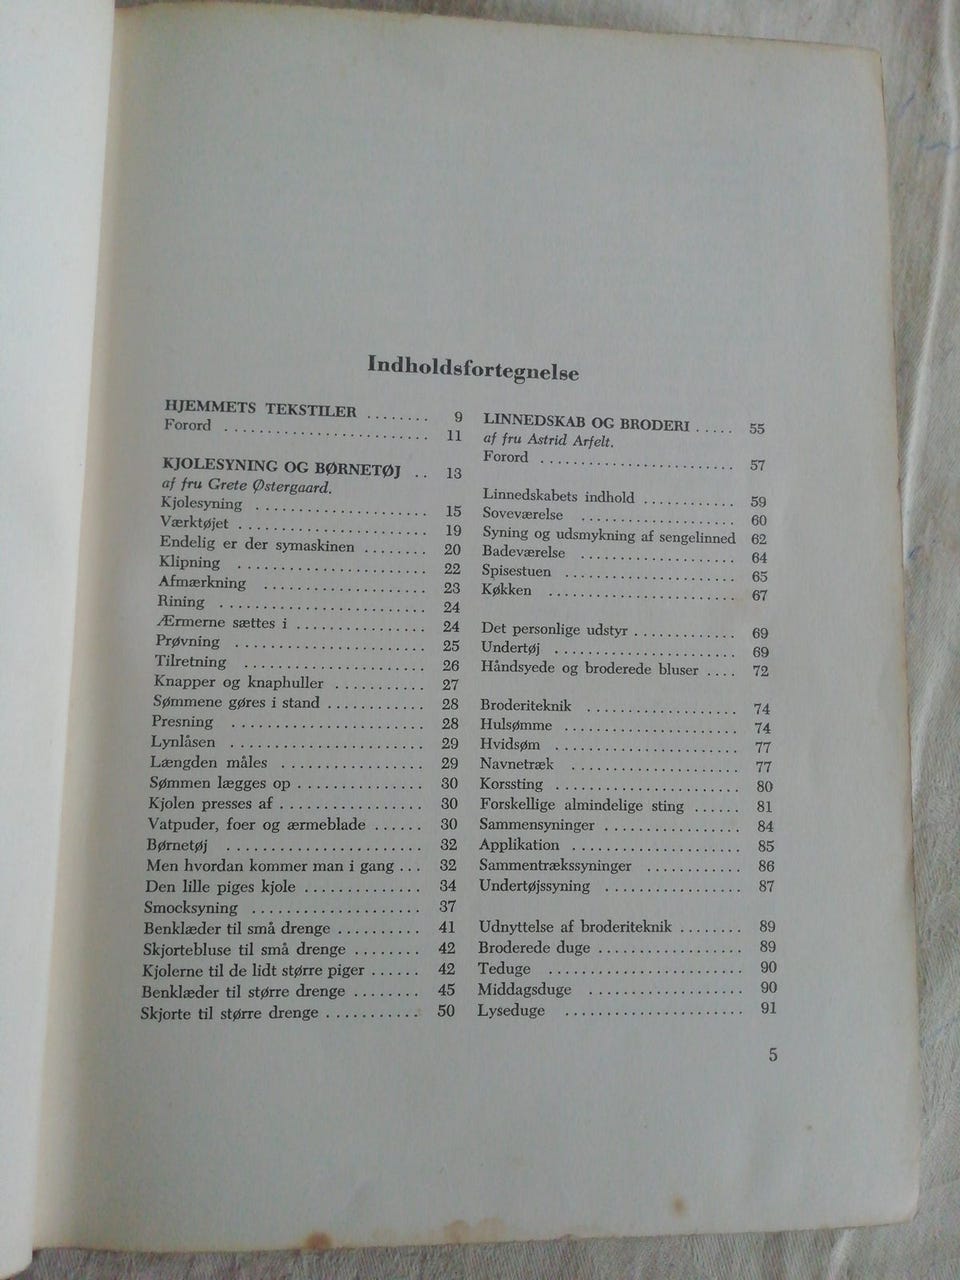 Indholdsfortegnelse
HJEMMETS TEKSTILER ........ 9
Forord ........................ 11
KJOLESYNING OG BØRNETØJ .. 13
af fru Grete Østergaard.
Kjolesyning .................... 15
Værktøjet ...................... 19
Endelig er der symaskinen ........ 20
Klipning ...................... 22
Afmærkning ................... 23
Rining ........................ 24
Ærmerne sættes i ............... 24
Prøvning ...................... 25
Tilretning ..................... 26
Knapper og knaphuller ........... 27
Sømmene gøres i stand ............ 28
Presning ....................... 28
Lynlåsen ....................... 29
Længden måles ................. 29
Sømmen lægges op ............... 30
Kjolen presses af ................. 30
Vatpuder, foer og ærmeblade ...... 30
Børnetøj ....................... 32
Men hvordan kommer man i gang ... 32
Den lille piges kjole .............. 34
Smocksyning .................... 37
Benklæder til små drenge .......... 41
Skjortebluse til små drenge ........ 42
Kjolerne til de lidt større piger ...... 42
Benklæder til større drenge ........ 45
Skjorte til større drenge ........... 50
LINNEDSKAB OG BRODERI ..... 55
af fru Astrid Arfelt.
Forord ....................... 57
Linnedskabets indhold ........... 59
Soveværelse ................... 60
Syning og udsmykning af sengelinned 62
Badeværelse ................... 64
Spisestuen .................... 65
Køkken ...................... 67
Det personlige udstyr ............. 69
Undertøj ...................... 69
Håndsyede og broderede bluser .... 72
Broderiteknik .................. 74
Hulsømme .................... 74
Hvidsøm ...................... 77
Navnetræk .................... 77
Korssting ...................... 80
Forskellige almindelige sting ...... 81
Sammensyninger ................ 84
Applikation .................... 85
Sammentrækssyninger ............ 86
Undertøjssyning ................ 87
Udnyttelse af broderiteknik ........ 89
Broderede duge ................. 89
Teduge ....................... 90
Middagsduge ................... 90
Lyseduge ...................... 91
5